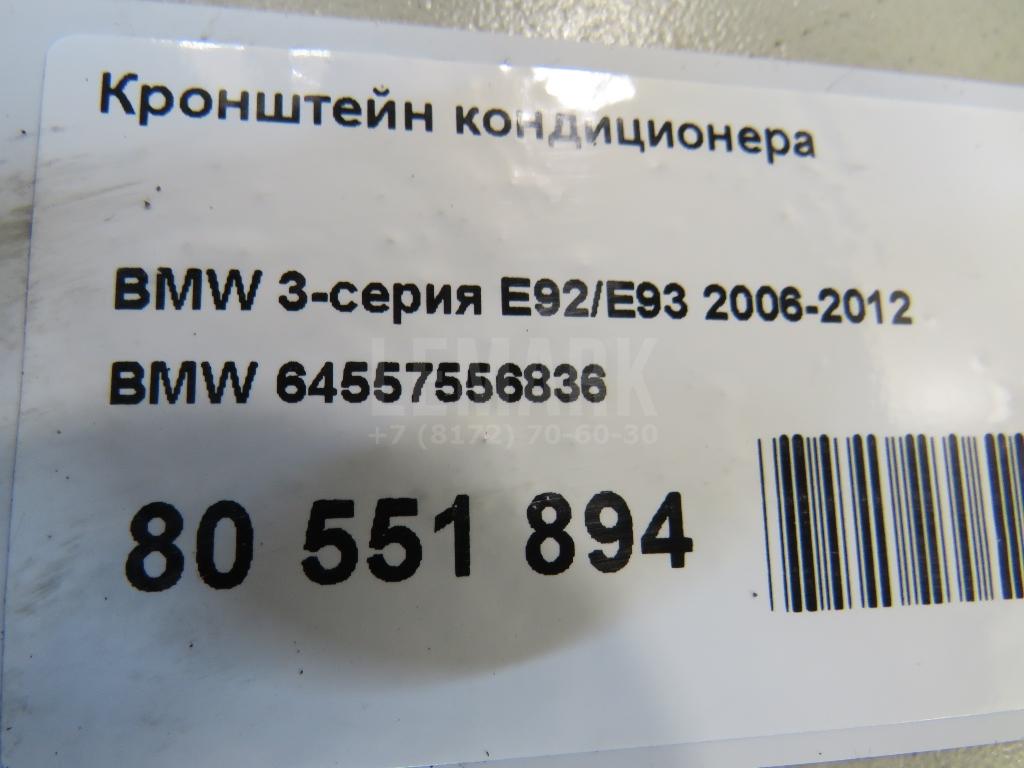 Кронштейн кондиционера
BMW 3-серия E92/E93 2006-2012
BMW 64557556836
LEMARK
+7 (8172) 70-60-30
80 551 894